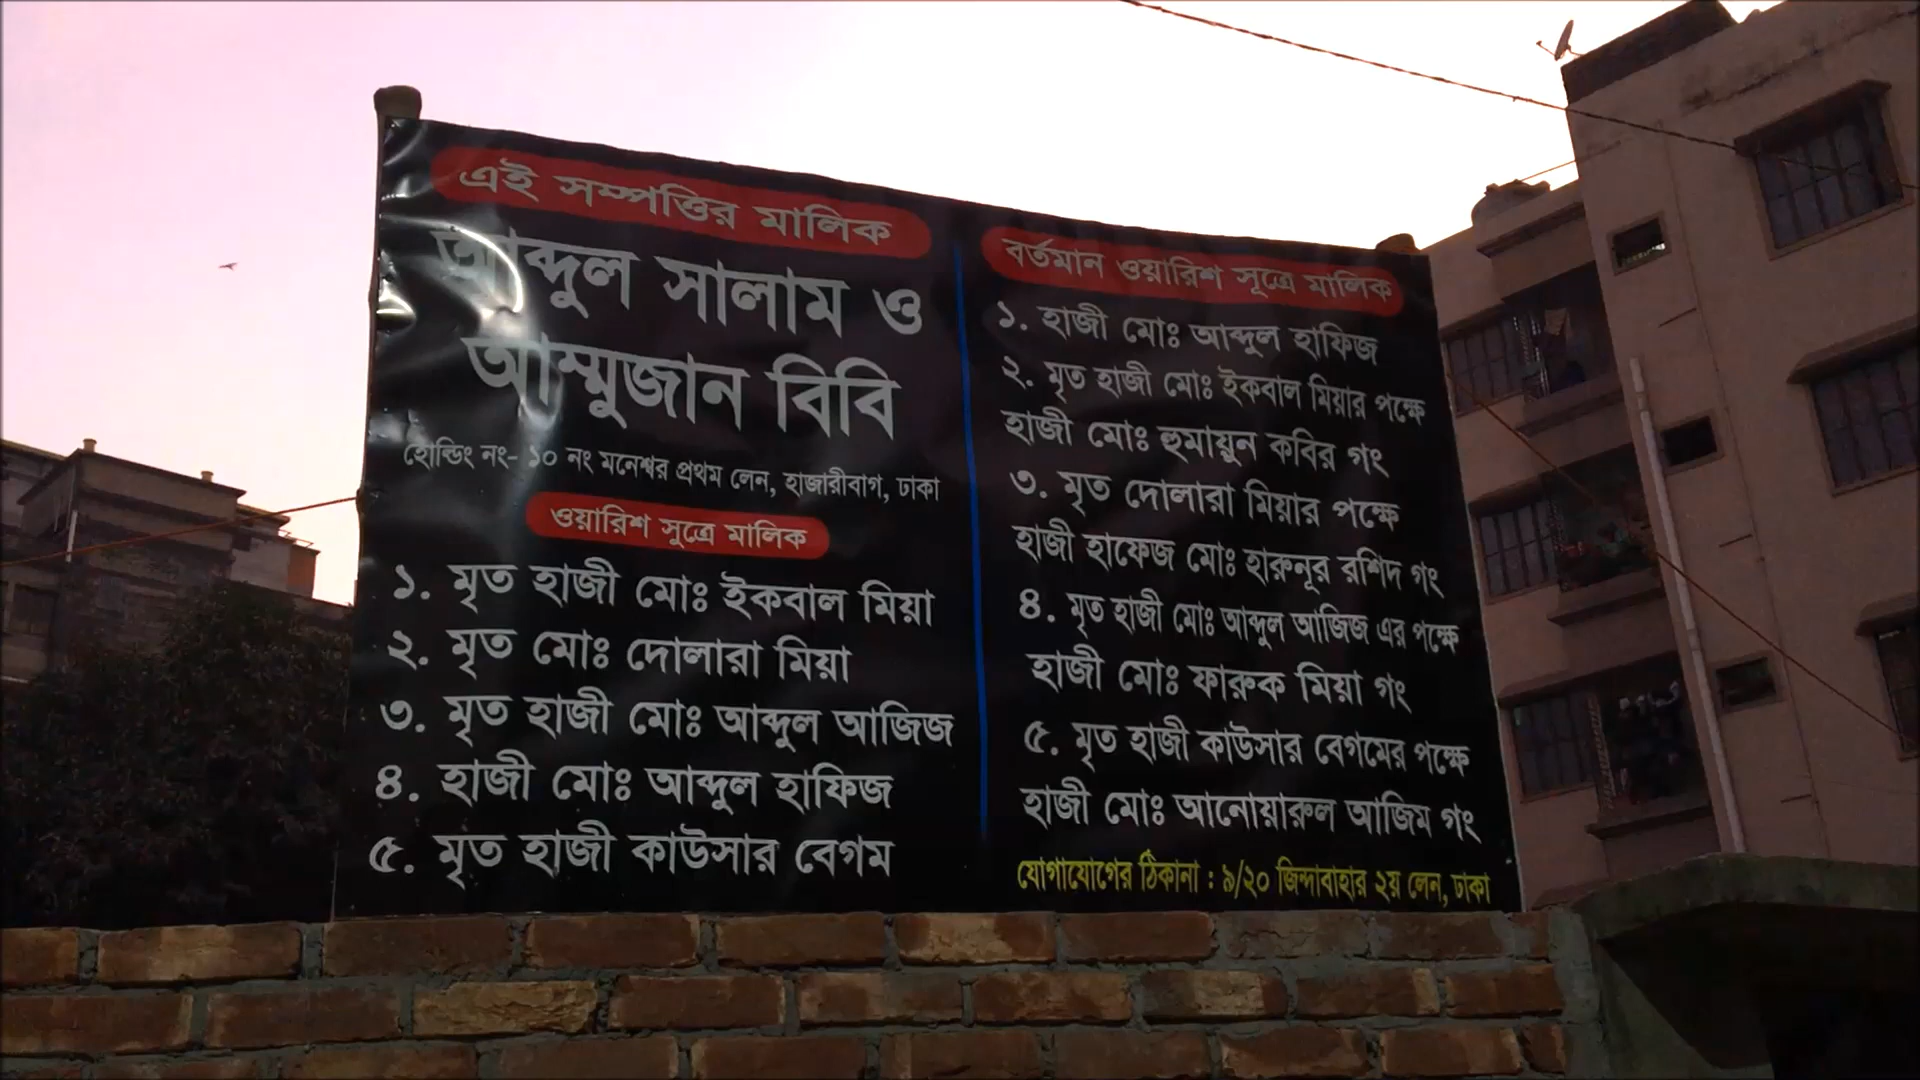 এই সম্পত্তির মালিক
আব্দুল সালাম ও
আম্মুজান বিবি
হোল্ডিং নং- ১০ নং মনেশ্বর প্রথম লেন, হাজারীবাগ, ঢাকা
ওয়ারিশ সুত্রে মালিক
১. মৃত হাজী মোঃ ইকবাল মিয়া
২. মৃত মোঃ দোলারা মিয়া
৩. মৃত হাজী মোঃ আব্দুল আজিজ
৪. হাজী মোঃ আব্দুল হাফিজ
৫. মৃত হাজী কাউসার বেগম
বর্তমান ওয়ারিশ সূত্রে মালিক
১. হাজী মোঃ আব্দুল হাফিজ
২. মৃত হাজী মোঃ ইকবাল মিয়ার পক্ষে
হাজী মোঃ হুমায়ুন কবির গং
৩. মৃত দোলারা মিয়ার পক্ষে
হাজী হাফেজ মোঃ হারুনূর রশিদ গং
৪. মৃত হাজী মোঃ আব্দুল আজিজ এর পক্ষে
হাজী মোঃ ফারুক মিয়া গং
৫. মৃত হাজী কাউসার বেগমের পক্ষে
হাজী মোঃ আনোয়ারুল আজিম গং
যোগাযোগের ঠিকানা : ৯/২০ জিন্দাবাহার ২য় লেন, ঢাকা